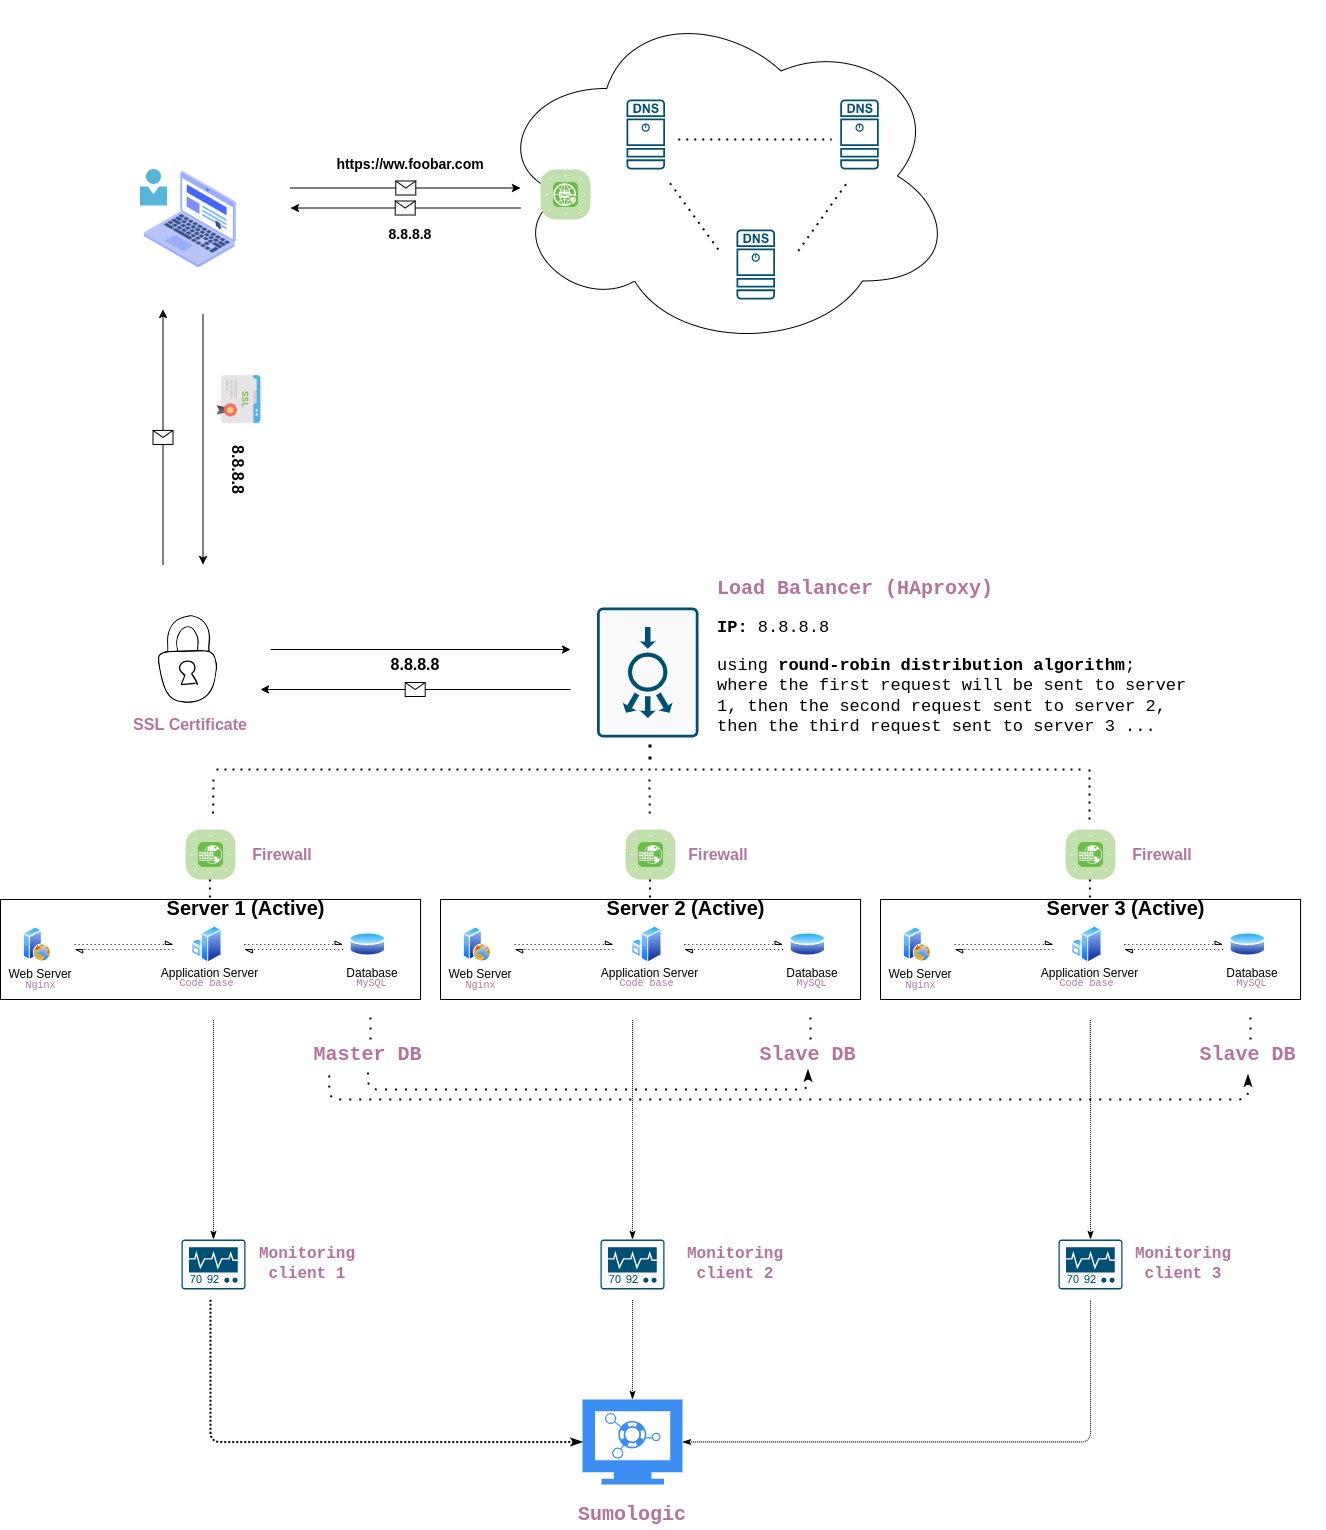 DNS
DNS
https://ww.foobar.com
8.8.8.8
DNS
SSL
8.8.8.8
Load Balancer (HAproxy)
IP: 8.8.8.8
using round-robin distribution algorithm;
where the first request will be sent to server
1, then the second request sent to server 2,
then the third request sent to server 3 ...
8.8.8.8
SSL Certificate
Firewall
Firewall
Firewall
Server 1 (Active)
Web Server
Nginx
Application Server
Code base
Database
MySQL
Server 2 (Active)
Web Server
Nginx
Application Server
Code base
Database
MySQL
Server 3 (Active)
Web Server
Nginx
Application Server
Code base
Database
MySQL
Master DB
Slave DB
Slave DB
70 92
Monitoring
client 1
70 92
Monitoring
client 2
70 92
Monitoring
client 3
Sumologic